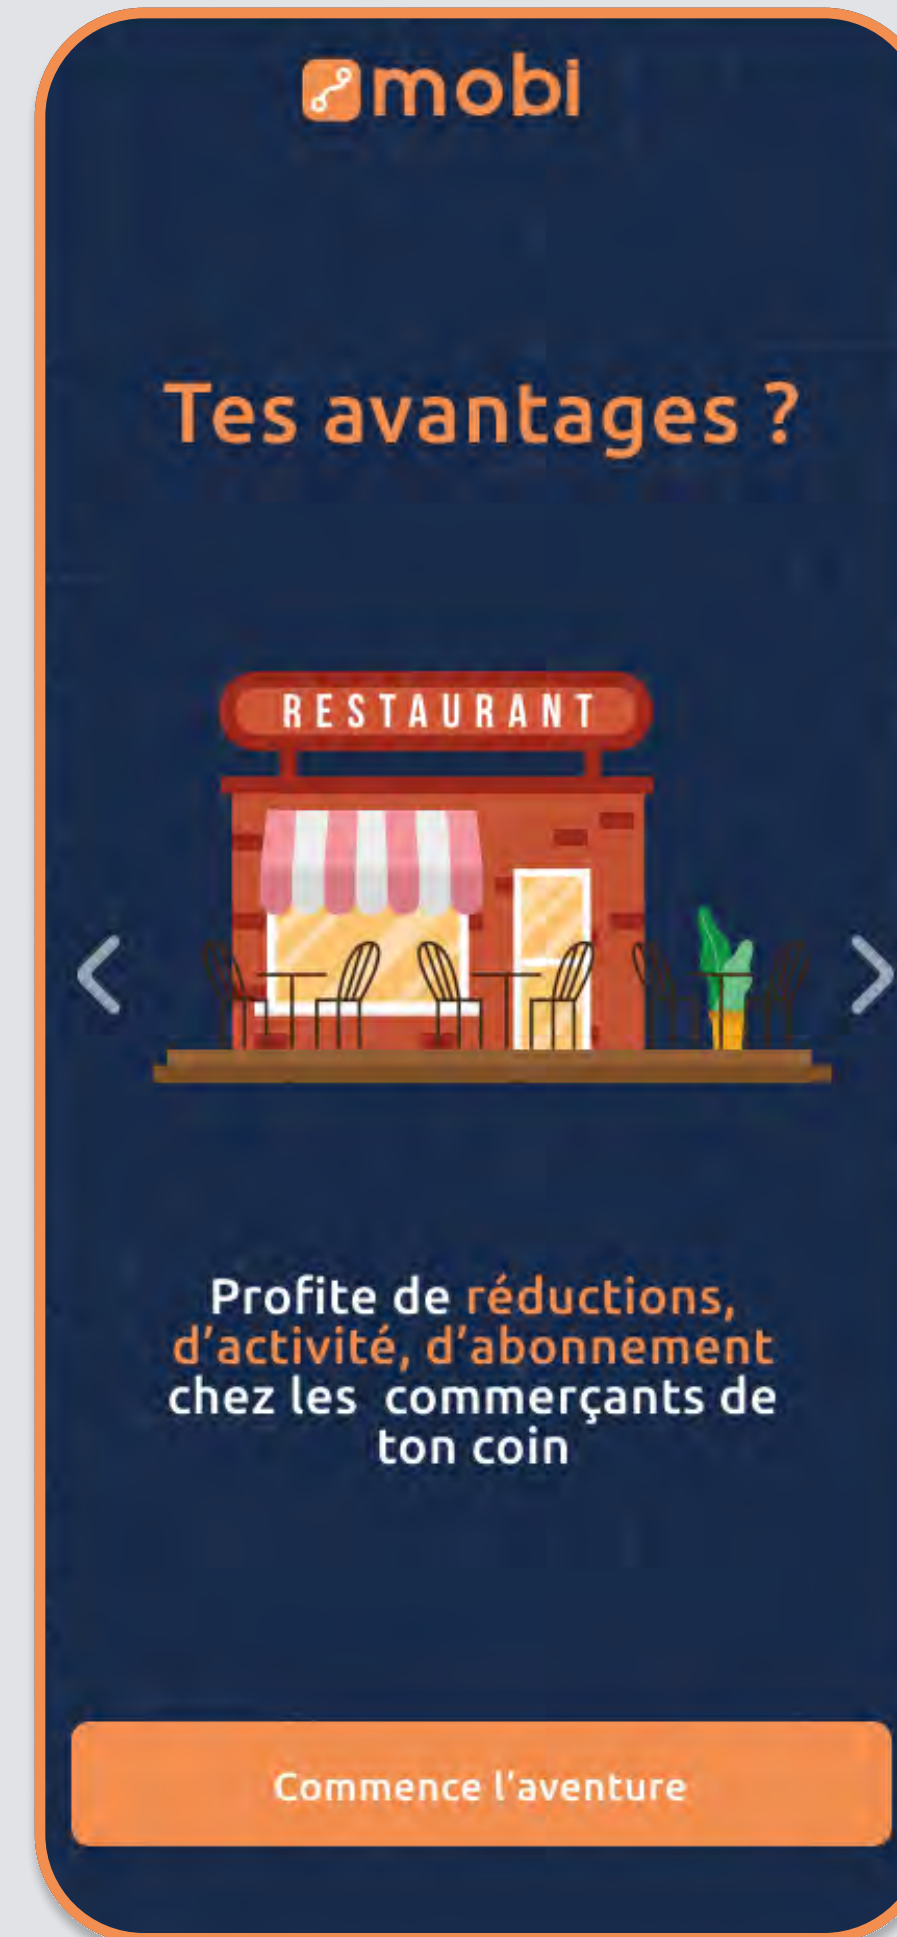 mobi
Tes avantages ?
RESTAURANT
Profite de réductions,
d’activité, d’abonnement
chez les commerçants de
ton coin
Commence l'aventure